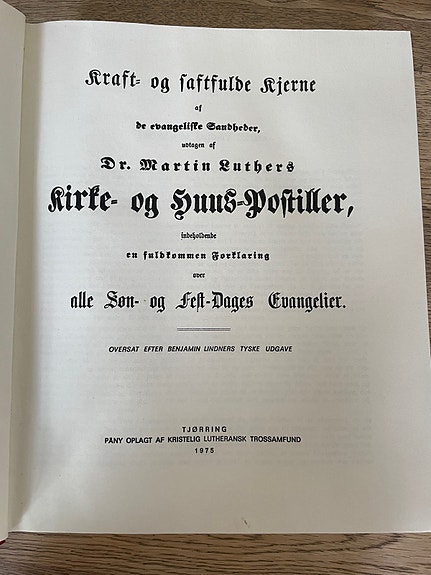 Kraft- og saftfulde Kjerne
af
de evangeliske Sandheder,
udtagen af
Dr. Martin Luthers
Kirke- og Huus-Postiller,
indeholdende
en fuldkommen Forklaring
over
alle Søn- og Fest-Dages Evangelier.
OVERSAT EFTER BENJAMIN LINDNERS TYSKE UDGAVE
TJØRRING
PÅNY OPLAGT AF KRISTELIG LUTHERANSK TROSSAMFUND
1975